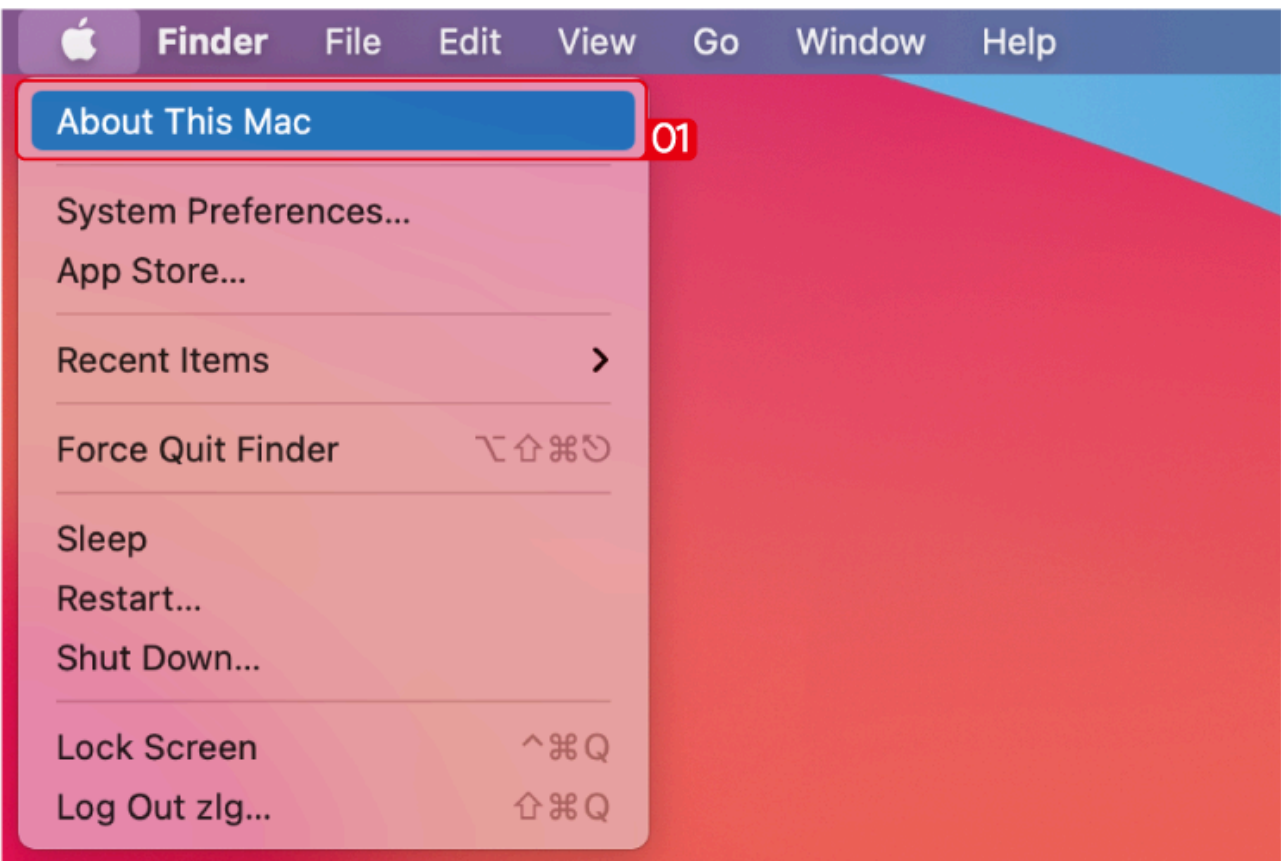 Finder File Edit View Go Window Help
About This Mac
01
System Preferences...
App Store...
Recent Items
Force Quit Finder ⌥⇧⌘⎋
Sleep
Restart...
Shut Down...
Lock Screen ^⌘Q
Log Out zlg... ⇧⌘Q